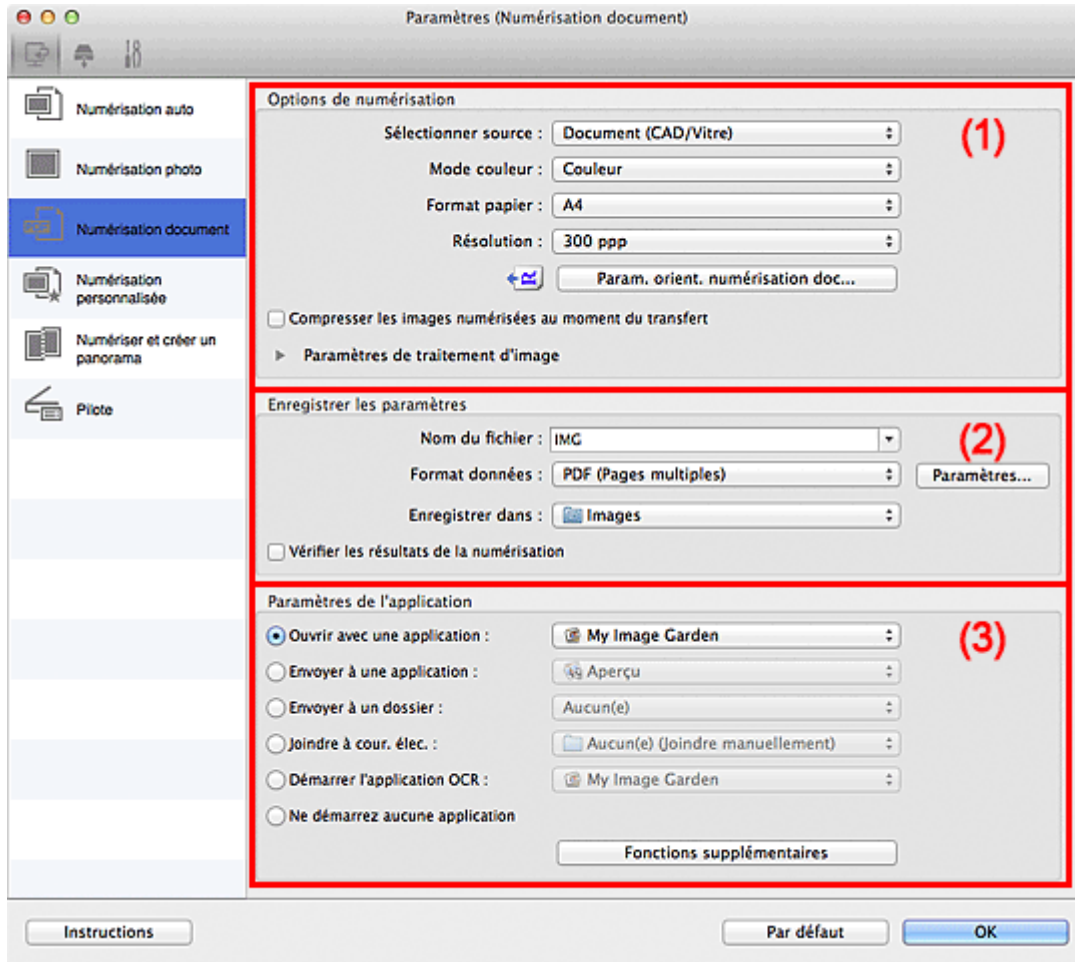 Paramètres (Numérisation document)
Numérisation auto
Numérisation photo
Numérisation document
Numérisation
personnalisée
Numériser et créer un
panorama
Pilote
Options de numérisation
(1)
Sélectionner source : Document (CAD/Vitre)
Mode couleur : Couleur
Format papier : A4
Résolution : 300 ppp
Param. orient. numérisation doc...
Compresser les images numérisées au moment du transfert
Paramètres de traitement d'image
Enregistrer les paramètres
(2)
Nom du fichier : IMG
Format données : PDF (Pages multiples) Paramètres...
Enregistrer dans : Images
Vérifier les résultats de la numérisation
Paramètres de l'application
(3)
Ouvrir avec une application : My Image Garden
Envoyer à une application : Aperçu
Envoyer à un dossier : Aucun(e)
Joindre à cour. élec. : Aucun(e) (Joindre manuellement)
Démarrer l'application OCR : My Image Garden
Ne démarrez aucune application
Fonctions supplémentaires
Instructions Par défaut OK